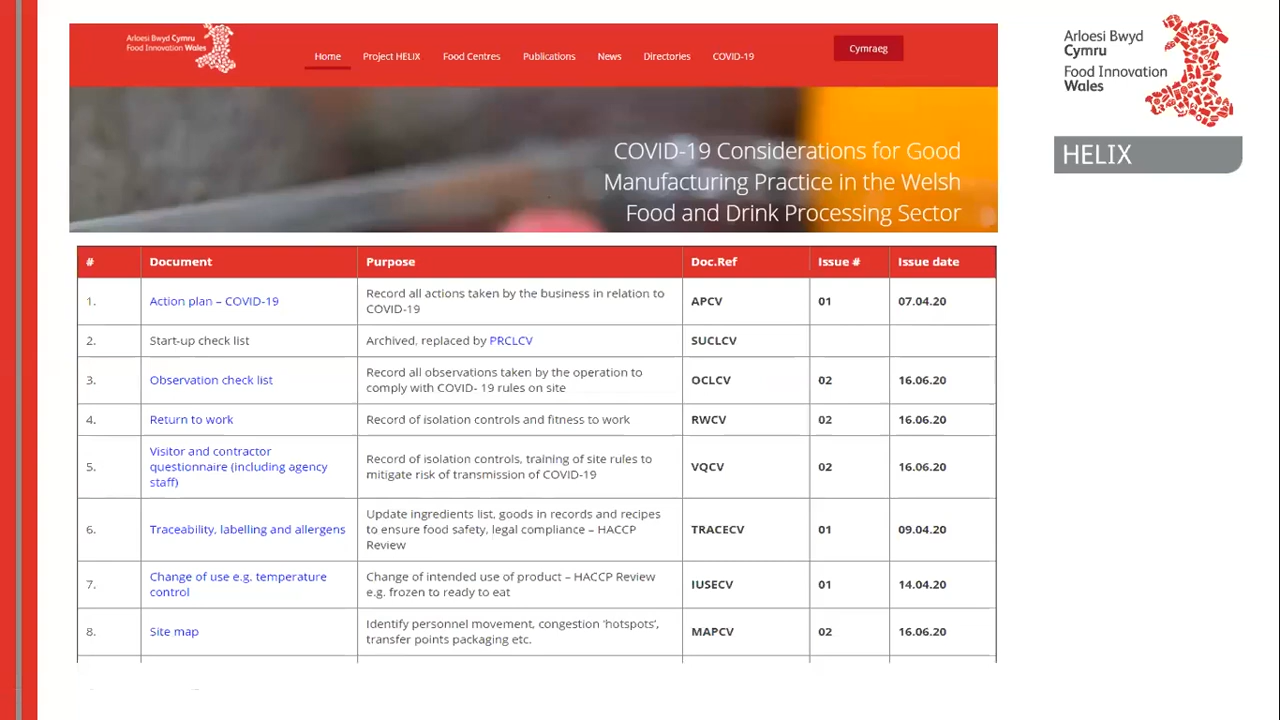 Arloesi Bwyd Cymru
Food Innovation Wales
Home Project HELIX Food Centres Publications News Directories COVID-19
Cymraeg
COVID-19 Considerations for Good
Manufacturing Practice in the Welsh
Food and Drink Processing Sector
Arloesi Bwyd
Cymru
Food Innovation
Wales
HELIX
# Document Purpose Doc.Ref Issue # Issue date
1. Action plan – COVID-19 Record all actions taken by the business in relation to
COVID-19 APCV 01 07.04.20
2. Start-up check list Archived, replaced by PRCLCV SUCLCV
3. Observation check list Record all observations taken by the operation to
comply with COVID- 19 rules on site OCLCV 02 16.06.20
4. Return to work Record of isolation controls and fitness to work RWCV 02 16.06.20
5. Visitor and contractor
questionnaire (including agency
staff) Record of isolation controls, training of site rules to
mitigate risk of transmission of COVID-19 VQCV 02 16.06.20
6. Traceability, labelling and allergens Update ingredients list, goods in records and recipes
to ensure food safety, legal compliance – HACCP
Review TRACECV 01 09.04.20
7. Change of use e.g. temperature
control Change of intended use of product – HACCP Review
e.g. frozen to ready to eat IUSECV 01 14.04.20
8. Site map Identify personnel movement, congestion ‘hotspots’,
transfer points packaging etc. MAPCV 02 16.06.20